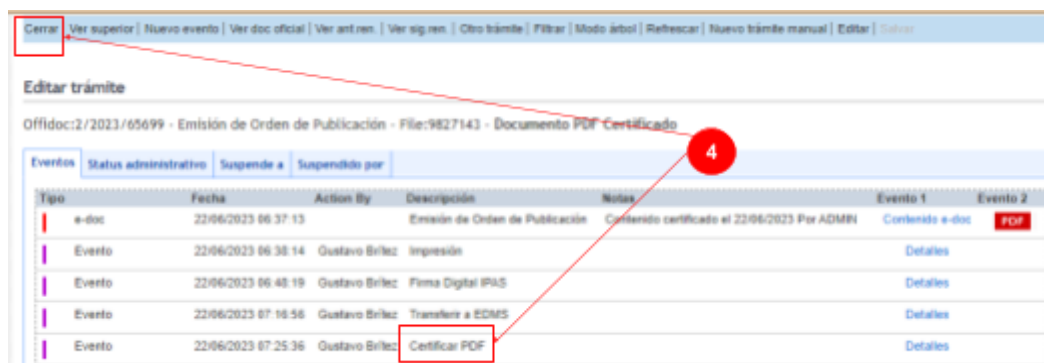 Cerrar | Ver superior | Nuevo evento | Ver doc oficial | Ver ant.ren. | Ver sig.ren. | Otro trámite | Filtrar | Modo árbol | Refrescar | Nuevo trámite manual | Editar | Salvar
Editar trámite
Offidoc:2/2023/65699 - Emisión de Orden de Publicación - File:9827143 - Documento PDF Certificado
4
Eventos Status administrativo Suspende a Suspendido por
Tipo Fecha Action By Descripción Notas Evento 1 Evento 2
e-doc 22/06/2023 06:37:13 Emisión de Orden de Publicación Contenido certificado el 22/06/2023 Por ADMIN Contenido e-doc PDF
Evento 22/06/2023 06:38:14 Gustavo Brítez Impresión Detalles
Evento 22/06/2023 06:48:19 Gustavo Brítez Firma Digital IPAS Detalles
Evento 22/06/2023 07:16:56 Gustavo Brítez Transferir a EDMS Detalles
Evento 22/06/2023 07:25:36 Gustavo Brítez Certificar PDF Detalles